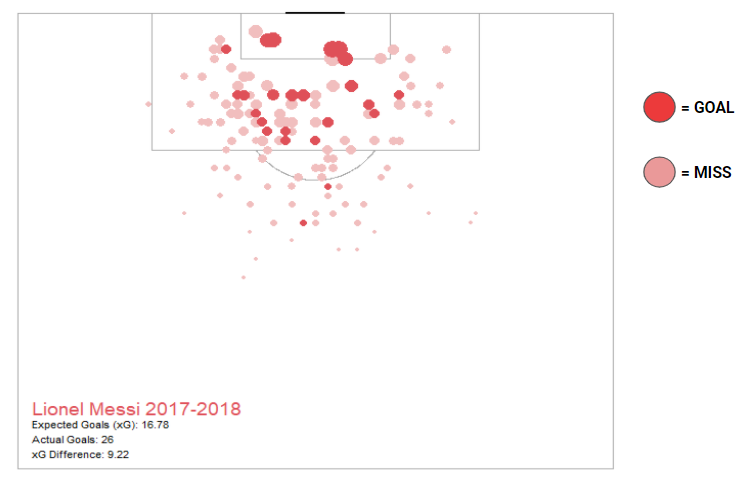 = GOAL
= MISS
Lionel Messi 2017-2018
Expected Goals (xG): 16.78
Actual Goals: 26
xG Difference: 9.22